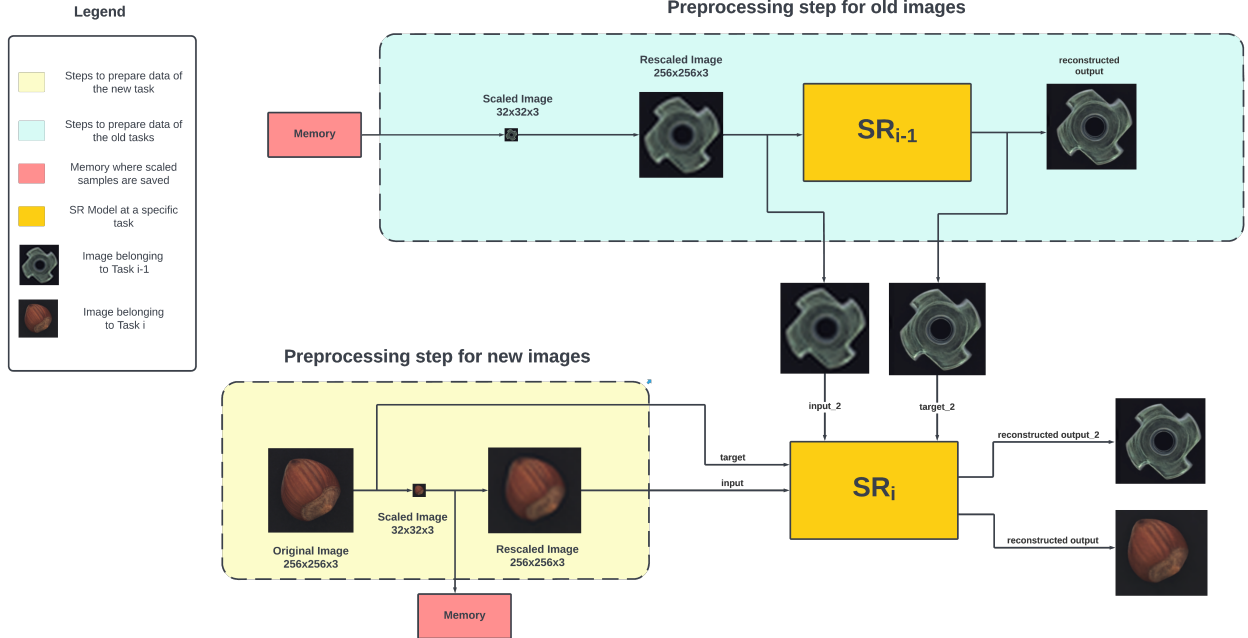 Legend
Steps to prepare data of
the new task
Steps to prepare data of
the old tasks
Memory where scaled
samples are saved
SR Model at a specific
task
Image belonging
to Task i-1
Image belonging
to Task i
Preprocessing step for old images
Memory
Scaled Image
32x32x3
Rescaled Image
256x256x3
SRi-1
reconstructed
output
Preprocessing step for new images
Original Image
256x256x3
Scaled Image
32x32x3
Rescaled Image
256x256x3
Memory
target
input
input_2
target_2
SRi
reconstructed output_2
reconstructed output